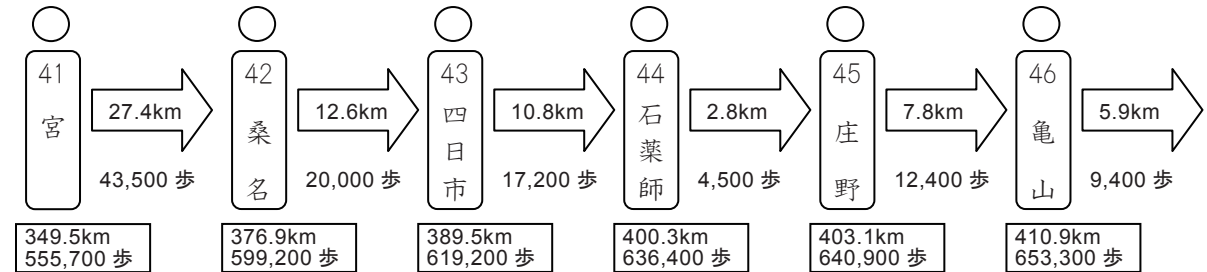 41
宮
27.4km
43,500 歩
349.5km
555,700 歩
42
桑名
12.6km
20,000 歩
376.9km
599,200 歩
43
四日市
10.8km
17,200 歩
389.5km
619,200 歩
44
石薬師
2.8km
4,500 歩
400.3km
636,400 歩
45
庄野
7.8km
12,400 歩
403.1km
640,900 歩
46
亀山
5.9km
9,400 歩
410.9km
653,300 歩